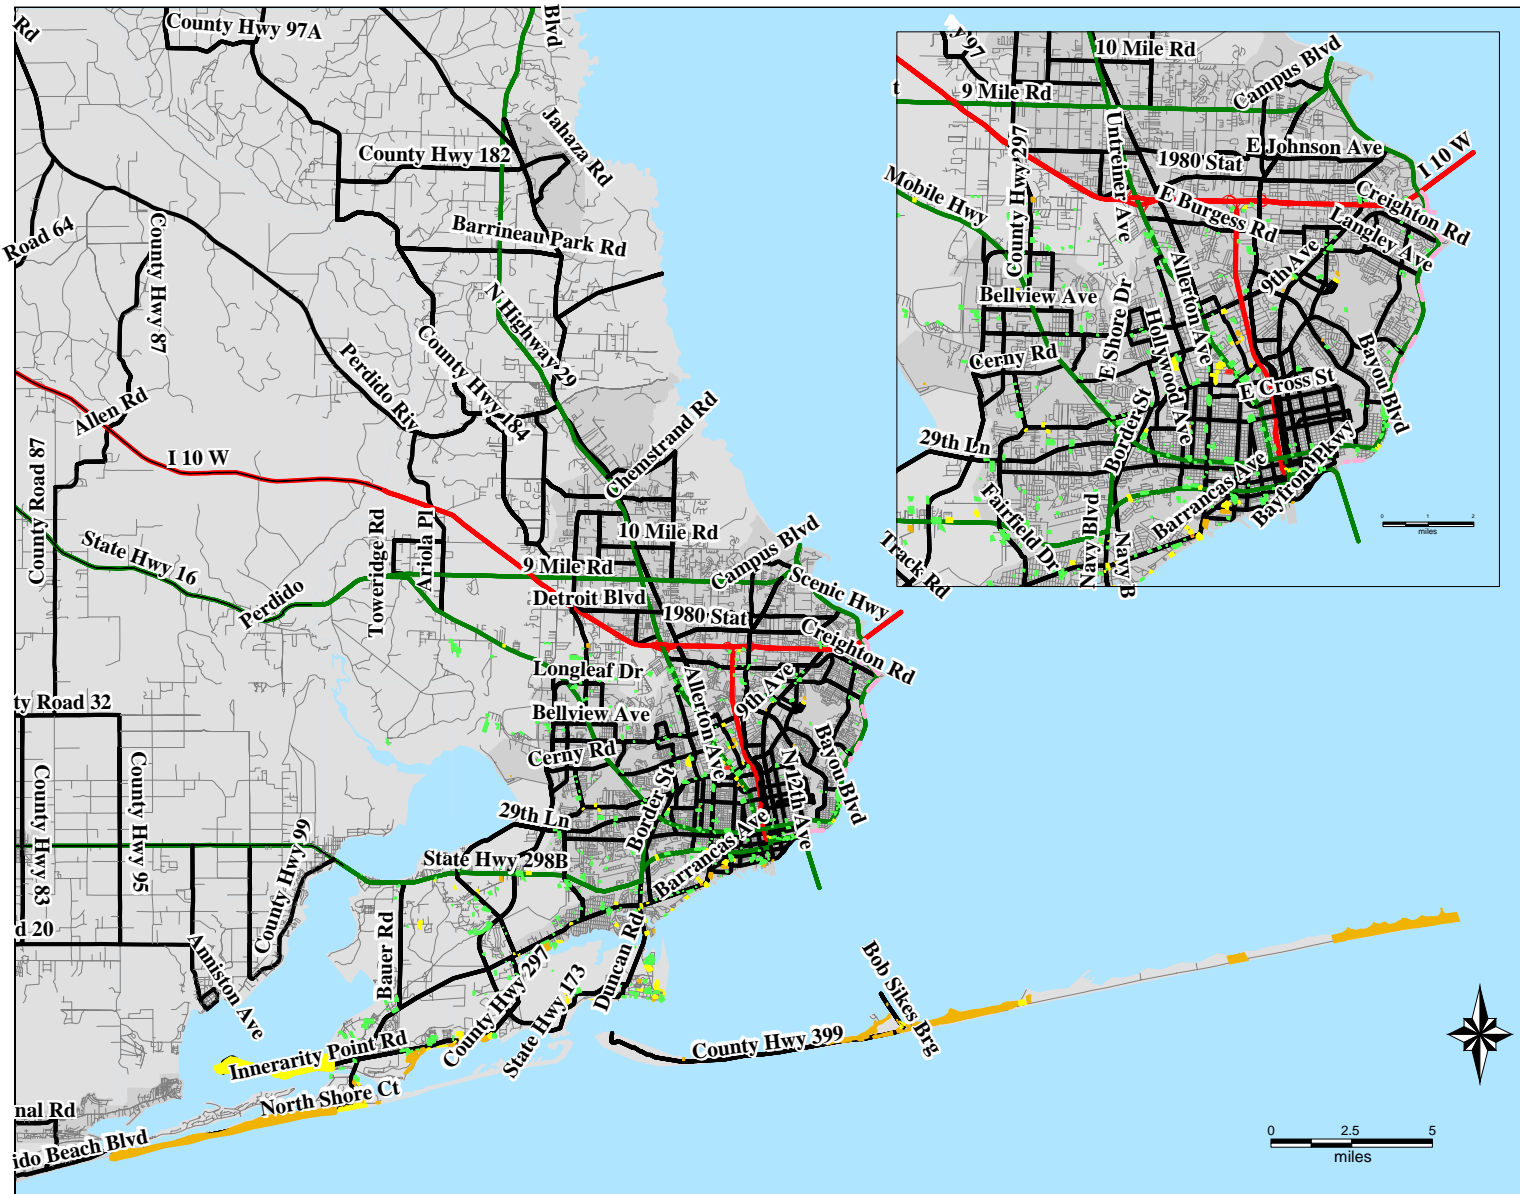 Rd
County Hwy 97A
Blvd
Jahaza Rd
County Hwy 182
Road 64
County Hwy 87
Barrineau Park Rd
N Highway 29
County Hwy 184
Perdido Riv
Allen Rd
I 10 W
Chemstrand Rd
County Road 87
State Hwy 16
Perdido
Toweridge Rd
Ariola Pl
10 Mile Rd
9 Mile Rd
Campus Blvd
Scenic Hwy
Detroit Blvd
1980 Stat
Creighton Rd
Longleaf Dr
Allerton Ave
9th Ave
Bellview Ave
Cerny Rd
Bayou Blvd
N 12th Ave
Border St
29th Ln
Barrancas Ave
State Hwy 298B
ty Road 32
County Hwy 83
County Hwy 95
County Hwy 99
d 20
Anniston Ave
Bauer Rd
County Hwy 297
State Hwy 173
Duncan Rd
Innerarity Point Rd
North Shore Ct
nal Rd
ido Beach Blvd
County Hwy 399
Bob Sikes Brg
y 97
10 Mile Rd
t
9 Mile Rd
Campus Blvd
County Hwy 297
Untreiner Ave
1980 Stat
E Johnson Ave
I 10 W
Mobile Hwy
E Burgess Rd
Creighton Rd
Langley Ave
9th Ave
Allerton Ave
Bellview Ave
E Shore Dr
Hollywood Ave
Cerny Rd
E Cross St
Bayou Blvd
Border St
29th Ln
Barrancas Ave
Bayfront Pkwy
Fairfield Dr
Navy Blvd
Navy B
Track Rd
0 1 2
miles
0 2.5 5
miles